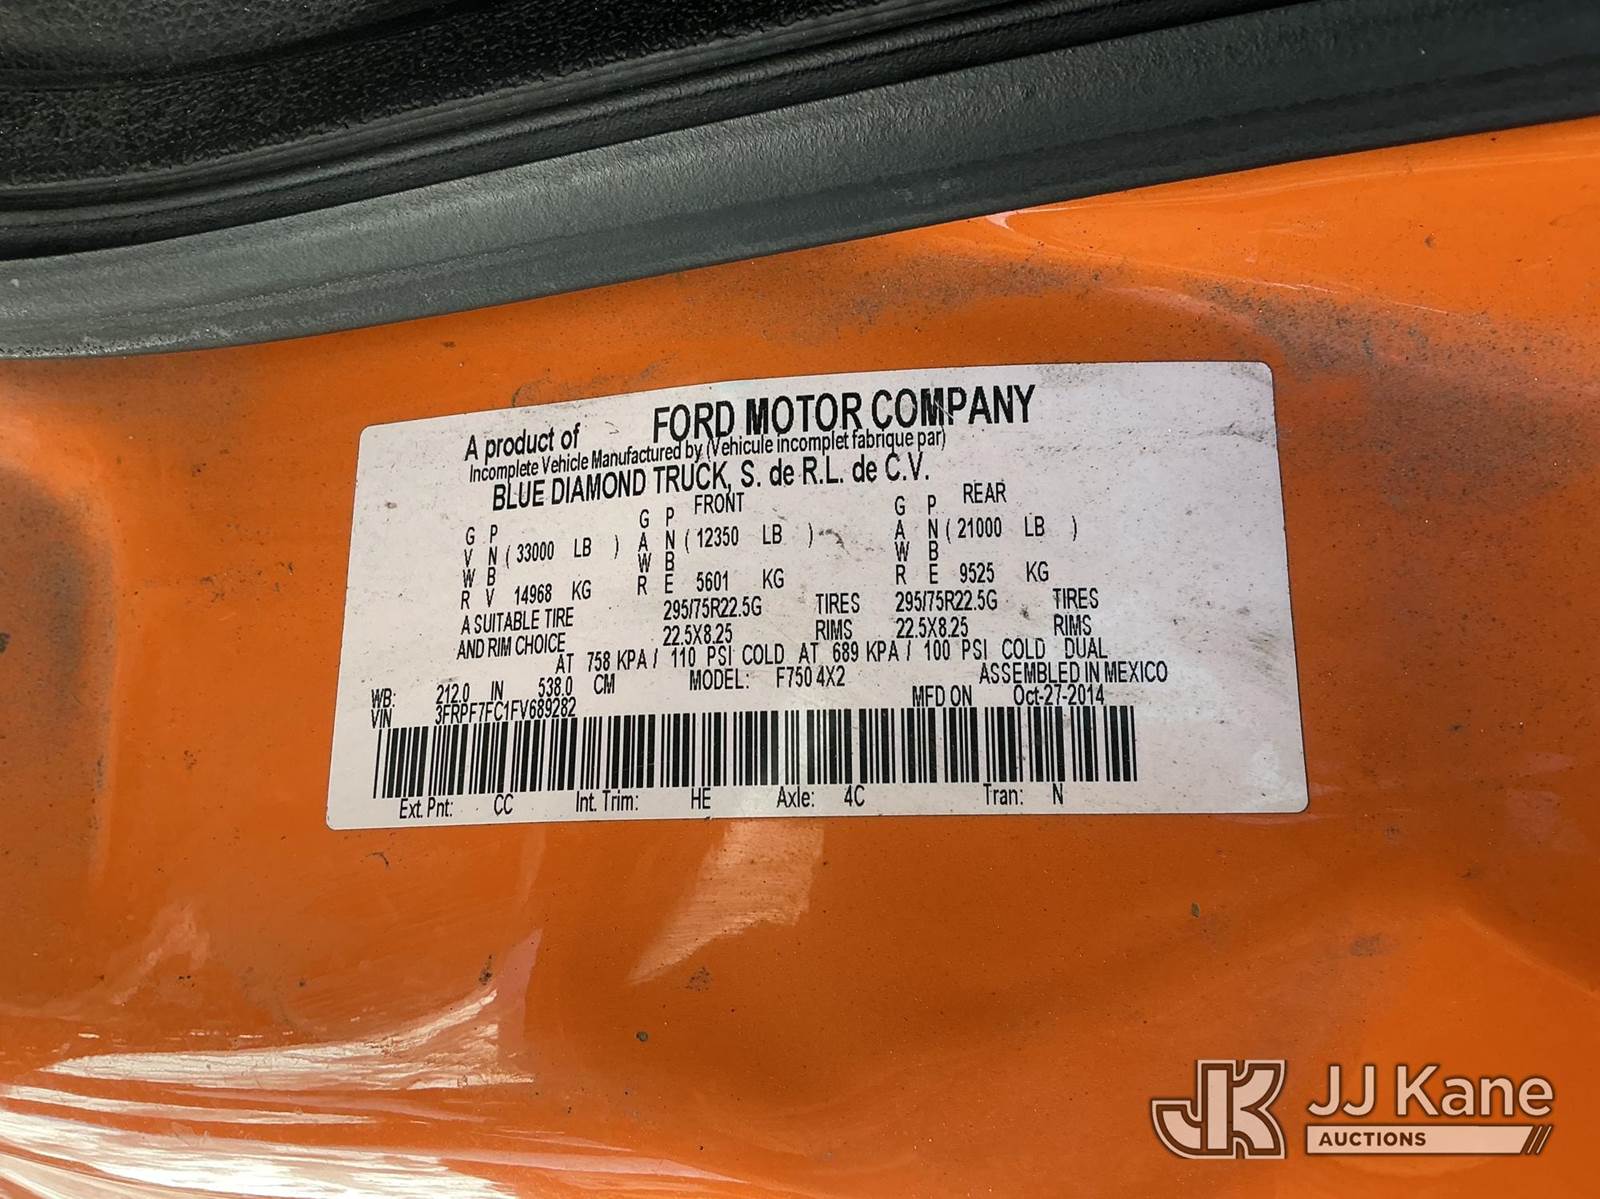 A product of FORD MOTOR COMPANY
Incomplete Vehicle Manufactured by (Vehicule incomplet fabrique par)
BLUE DIAMOND TRUCK, S. de R.L. de C.V.
FRONT REAR
G P G P G P
V N ( 33000 LB ) A N ( 12350 LB ) A N ( 21000 LB )
W B W B W B
R V 14968 KG R E 5601 KG R E 9525 KG
A SUITABLE TIRE 295/75R22.5G TIRES 295/75R22.5G TIRES
AND RIM CHOICE 22.5X8.25 RIMS 22.5X8.25 RIMS
AT 758 KPA / 110 PSI COLD AT 689 KPA / 100 PSI COLD DUAL
WB: 212.0 IN 538.0 CM MODEL: F750 4X2 ASSEMBLED IN MEXICO
VIN 3FRPF7FC1FV689282 MFD ON Oct-27-2014
Ext. Pnt: CC Int. Trim: HE Axle: 4C Tran: N
JK JJ Kane
AUCTIONS